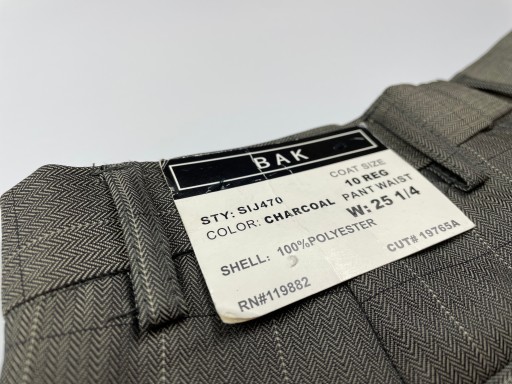 BAK
STY: SIJ470
COLOR: CHARCOAL
COAT SIZE
10 REG
PANT WAIST
W: 25 1/4
SHELL: 100%POLYESTER
RN#119882
CUT# 19765A